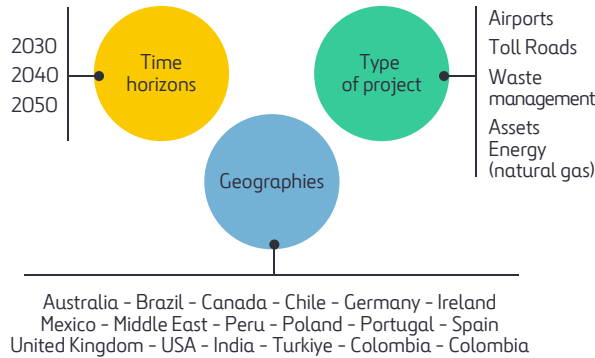 2030
2040
2050
Time
horizons
Type
of project
Airports
Toll Roads
Waste
management
Assets
Energy
(natural gas)
Geographies
Australia - Brazil - Canada - Chile - Germany - Ireland
Mexico - Middle East - Peru - Poland - Portugal - Spain
United Kingdom - USA - India - Turkiye - Colombia - Colombia